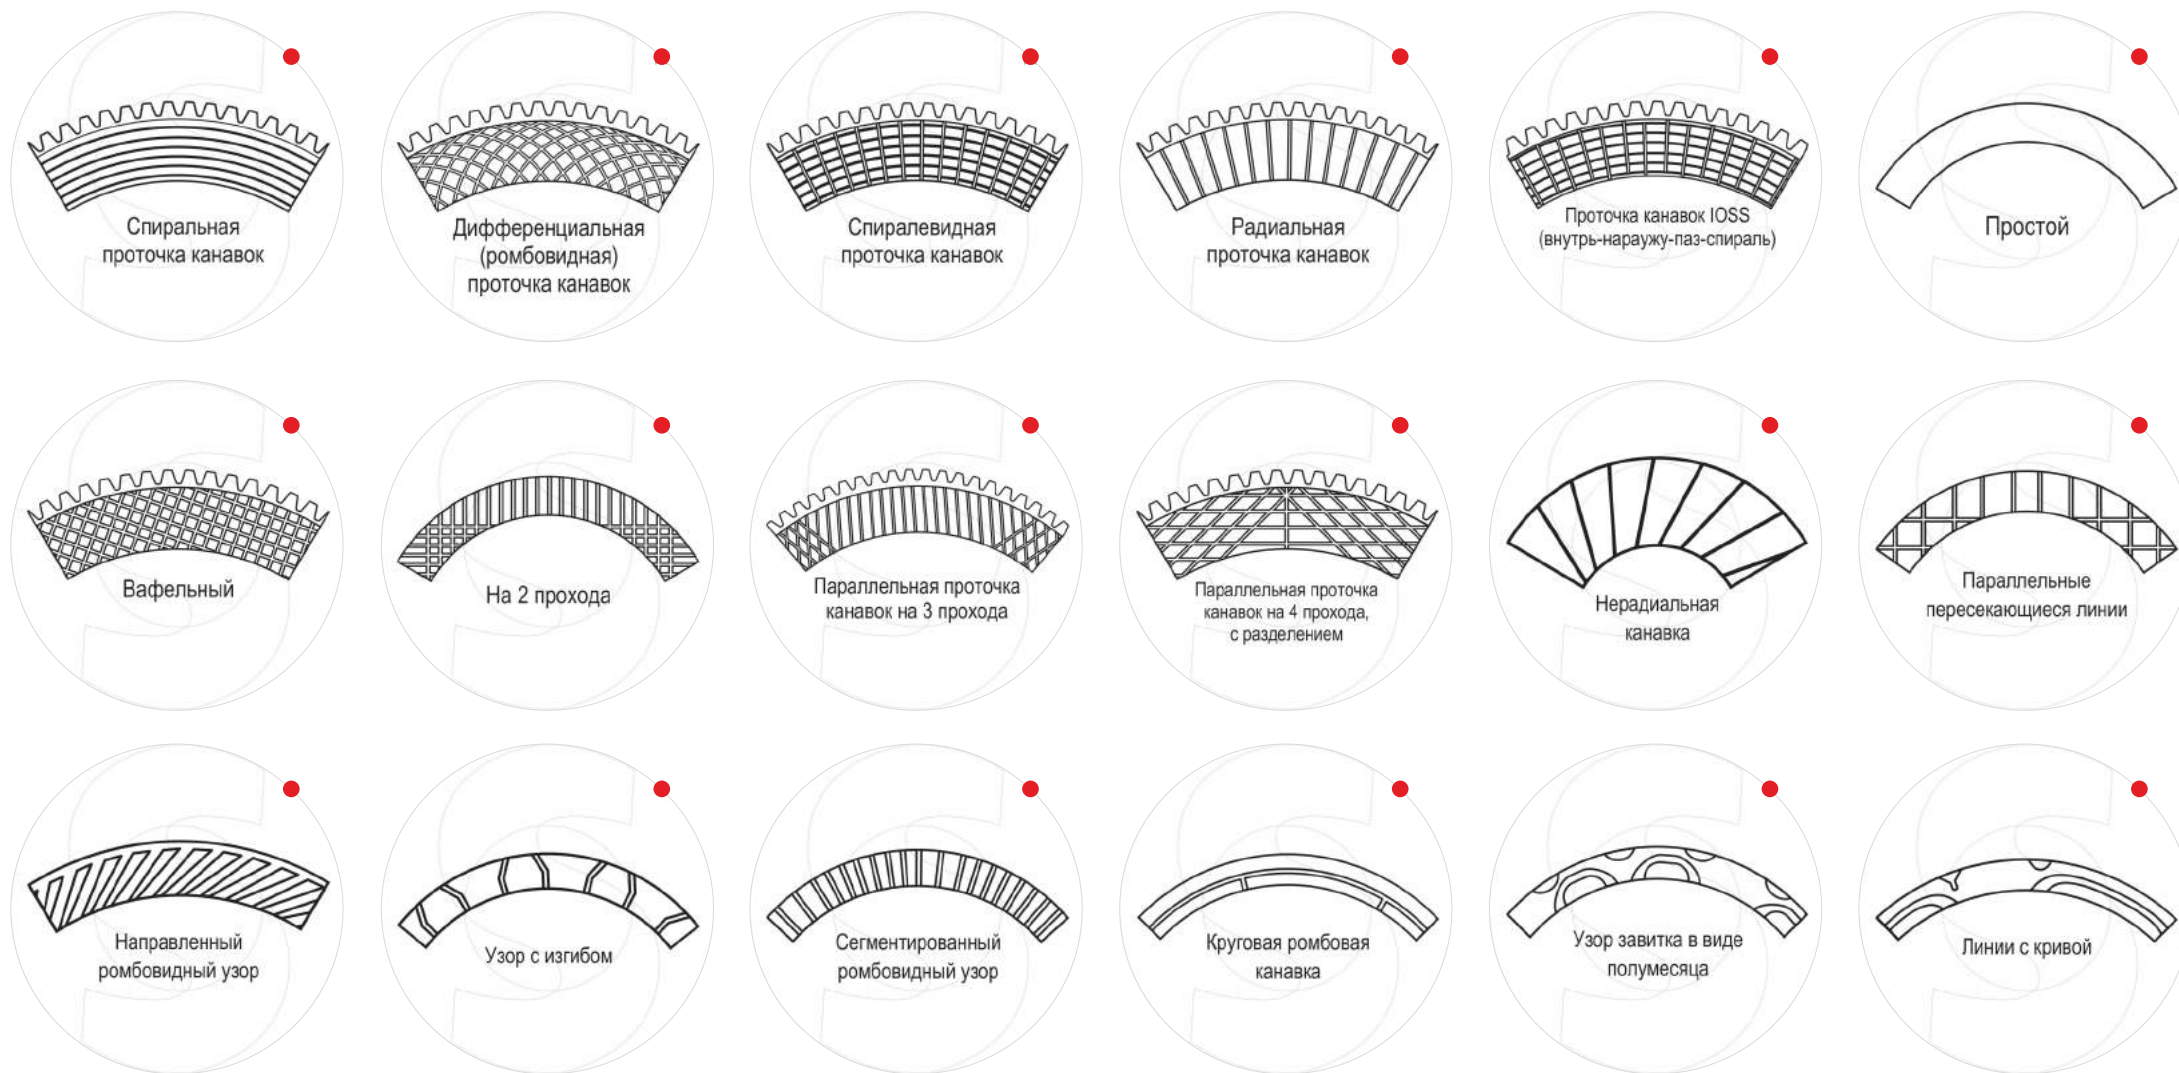 Спиральная
проточка канавок
Дифференциальная
(ромбовидная)
проточка канавок
Спиралевидная
проточка канавок
Радиальная
проточка канавок
Проточка канавок IOSS
(внутрь-нараужу-паз-спираль)
Простой
Вафельный
На 2 прохода
Параллельная проточка
канавок на 3 прохода
Параллельная проточка
канавок на 4 прохода,
с разделением
Нерадиальная
канавка
Параллельные
пересекающиеся линии
Направленный
ромбовидный узор
Узор с изгибом
Сегментированный
ромбовидный узор
Круговая ромбовая
канавка
Узор завитка в виде
полумесяца
Линии с кривой